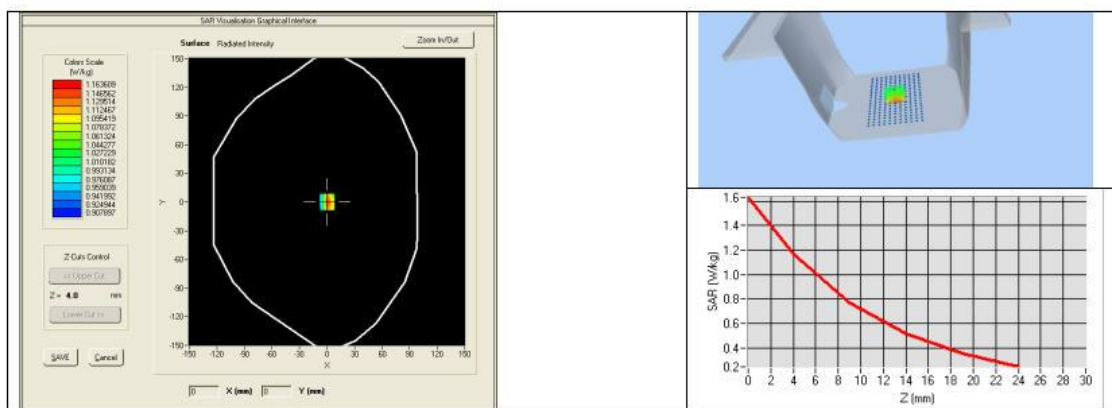 SAR Visualisation Graphical Interface
Surface Radiated Intensity
Zoom In/Out
Colors Scale
(W/kg)
1.163609
1.146562
1.129514
1.112467
1.095419
1.078372
1.061324
1.044277
1.027229
1.010182
0.993134
0.976087
0.959039
0.941992
0.924944
0.907897
Z-Cuts Control
<< Upper Cut
Z = 4.0 mm
Lower Cut >>
SAVE Cancel
150
120
90
60
30
0
-30
-60
-90
-120
-150
Y
-150 -120 -90 -60 -30 0 30 60 90 120 150
X
0 X (mm) 0 Y (mm)
1.6
1.4
1.2
1.0
0.8
0.6
0.4
0.2
SAR (W/kg)
0 2 4 6 8 10 12 14 16 18 20 22 24 26 28 30
Z (mm)